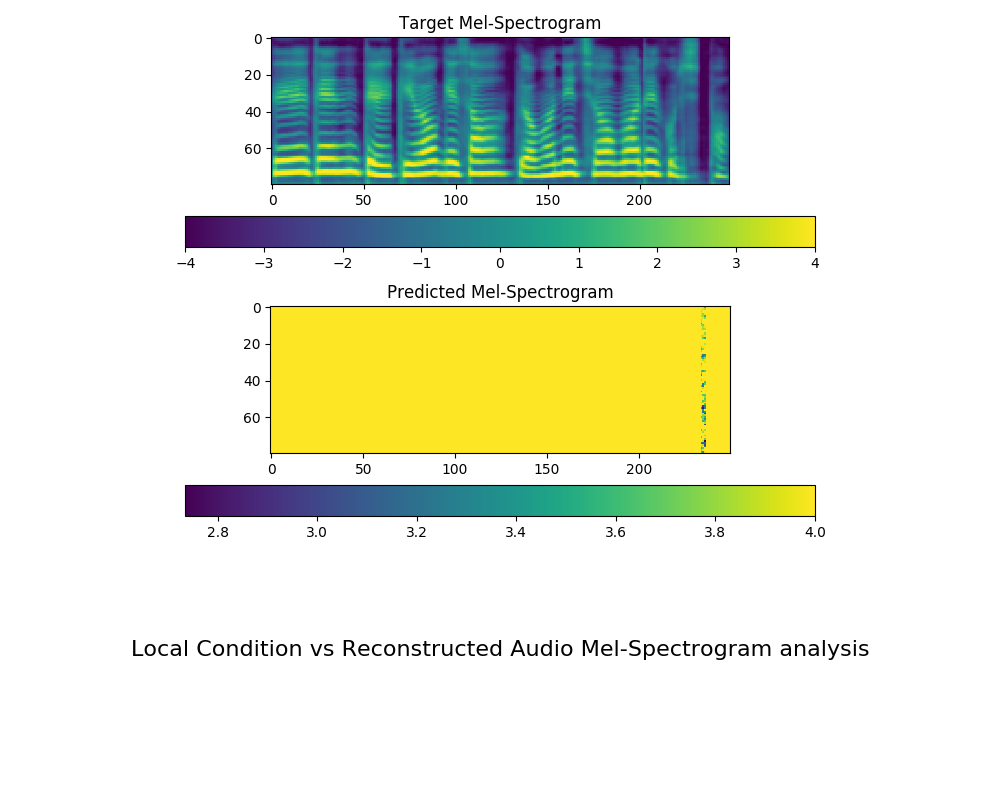 Target Mel-Spectrogram
0
20
40
60
0 50 100 150 200
−4 −3 −2 −1 0 1 2 3 4
Predicted Mel-Spectrogram
0
20
40
60
0 50 100 150 200
2.8 3.0 3.2 3.4 3.6 3.8 4.0
Local Condition vs Reconstructed Audio Mel-Spectrogram analysis